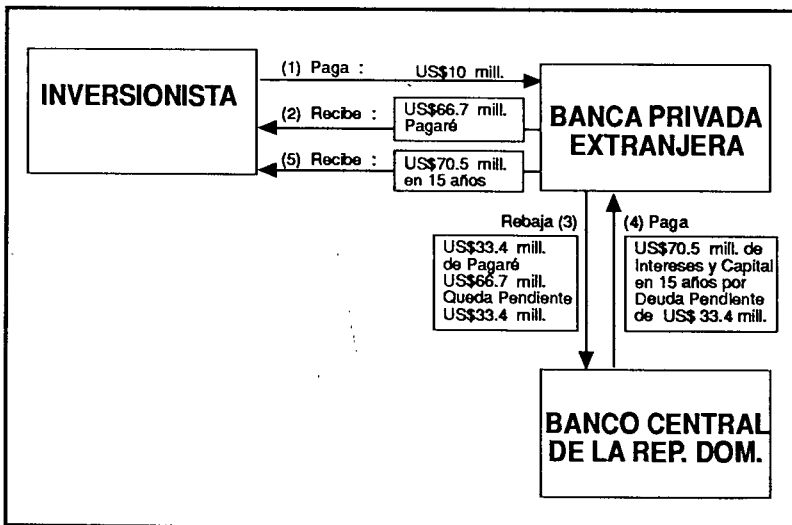 (1) Paga : US$10 mill.
INVERSIONISTA
(2) Recibe : US$66.7 mill.
Pagaré
(5) Recibe : US$70.5 mill.
en 15 años
BANCA PRIVADA
EXTRANJERA
Rebaja (3)
US$33.4 mill.
de Pagaré
US$66.7 mill.
Queda Pendiente
US$33.4 mill.
(4) Paga
US$70.5 mill. de
Intereses y Capital
en 15 años por
Deuda Pendiente
de US$ 33.4 mill.
BANCO CENTRAL
DE LA REP. DOM.